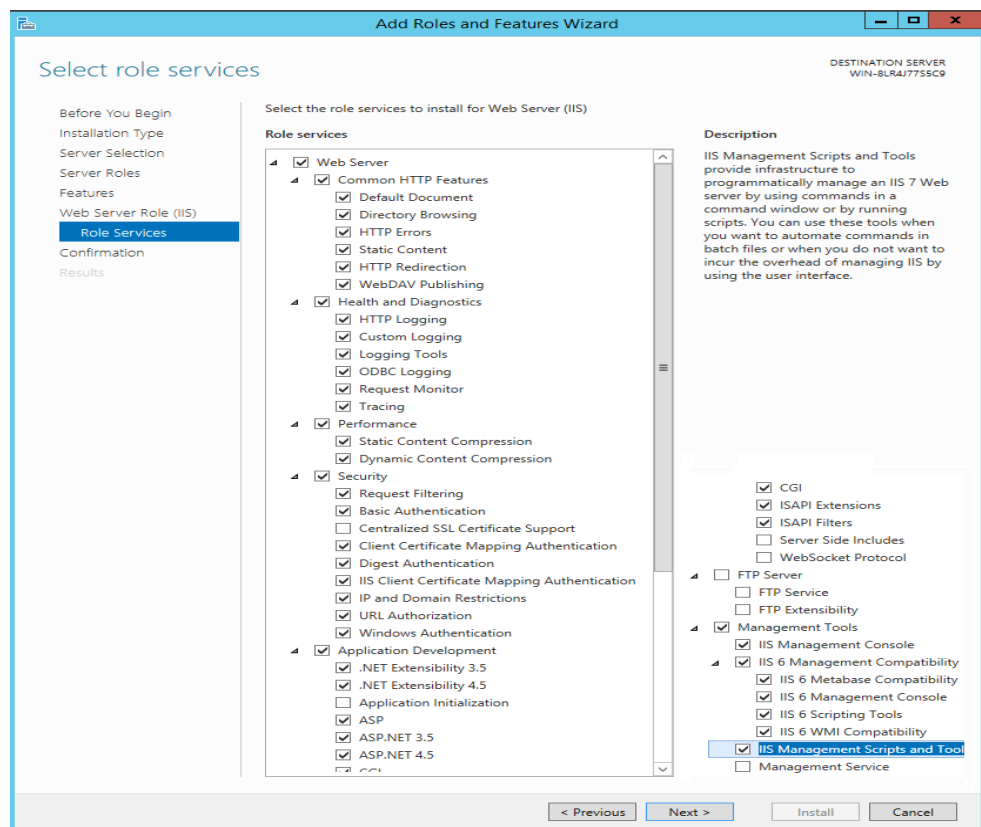 Add Roles and Features Wizard
Select role services
DESTINATION SERVER
WIN-8LR4J77S5C9
Before You Begin
Installation Type
Server Selection
Server Roles
Features
Web Server Role (IIS)
Role Services
Confirmation
Results
Select the role services to install for Web Server (IIS)
Role services
Web Server
Common HTTP Features
Default Document
Directory Browsing
HTTP Errors
Static Content
HTTP Redirection
WebDAV Publishing
Health and Diagnostics
HTTP Logging
Custom Logging
Logging Tools
ODBC Logging
Request Monitor
Tracing
Performance
Static Content Compression
Dynamic Content Compression
Security
Request Filtering
Basic Authentication
Centralized SSL Certificate Support
Client Certificate Mapping Authentication
Digest Authentication
IIS Client Certificate Mapping Authentication
IP and Domain Restrictions
URL Authorization
Windows Authentication
Application Development
.NET Extensibility 3.5
.NET Extensibility 4.5
Application Initialization
ASP
ASP.NET 3.5
ASP.NET 4.5
CGI
Description
IIS Management Scripts and Tools
provide infrastructure to
programmatically manage an IIS 7 Web
server by using commands in a
command window or by running
scripts. You can use these tools when
you want to automate commands in
batch files or when you do not want to
incur the overhead of managing IIS by
using the user interface.
CGI
ISAPI Extensions
ISAPI Filters
Server Side Includes
WebSocket Protocol
FTP Server
FTP Service
FTP Extensibility
Management Tools
IIS Management Console
IIS 6 Management Compatibility
IIS 6 Metabase Compatibility
IIS 6 Management Console
IIS 6 Scripting Tools
IIS 6 WMI Compatibility
IIS Management Scripts and Tool
Management Service
< Previous
Next >
Install
Cancel